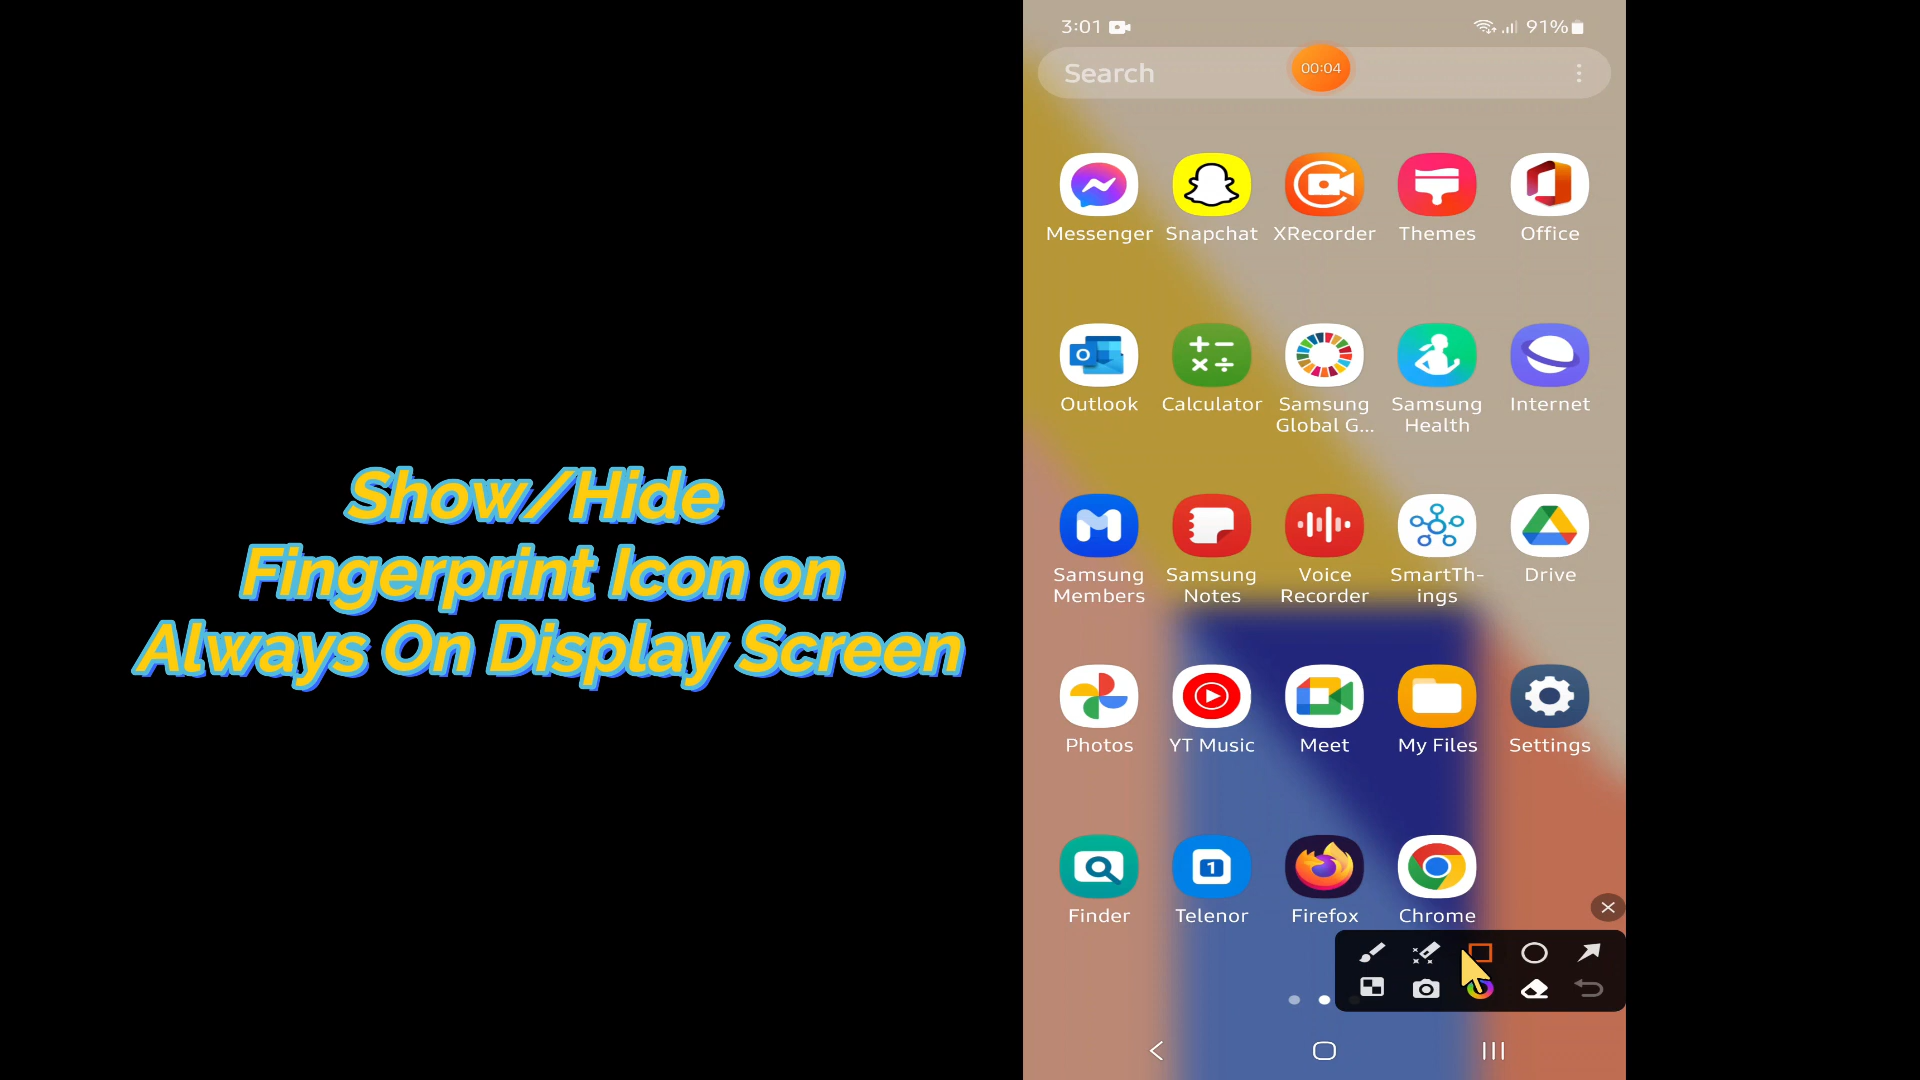 Show/Hide
Fingerprint Icon on
Always On Display Screen
3:01
91%
Search
00:04
Messenger
Snapchat
XRecorder
Themes
Office
Outlook
Calculator
Samsung
Global G...
Samsung
Health
Internet
Samsung
Members
Samsung
Notes
Voice
Recorder
SmartTh-
ings
Drive
Photos
YT Music
Meet
My Files
Settings
1
Finder
Telenor
Firefox
Chrome